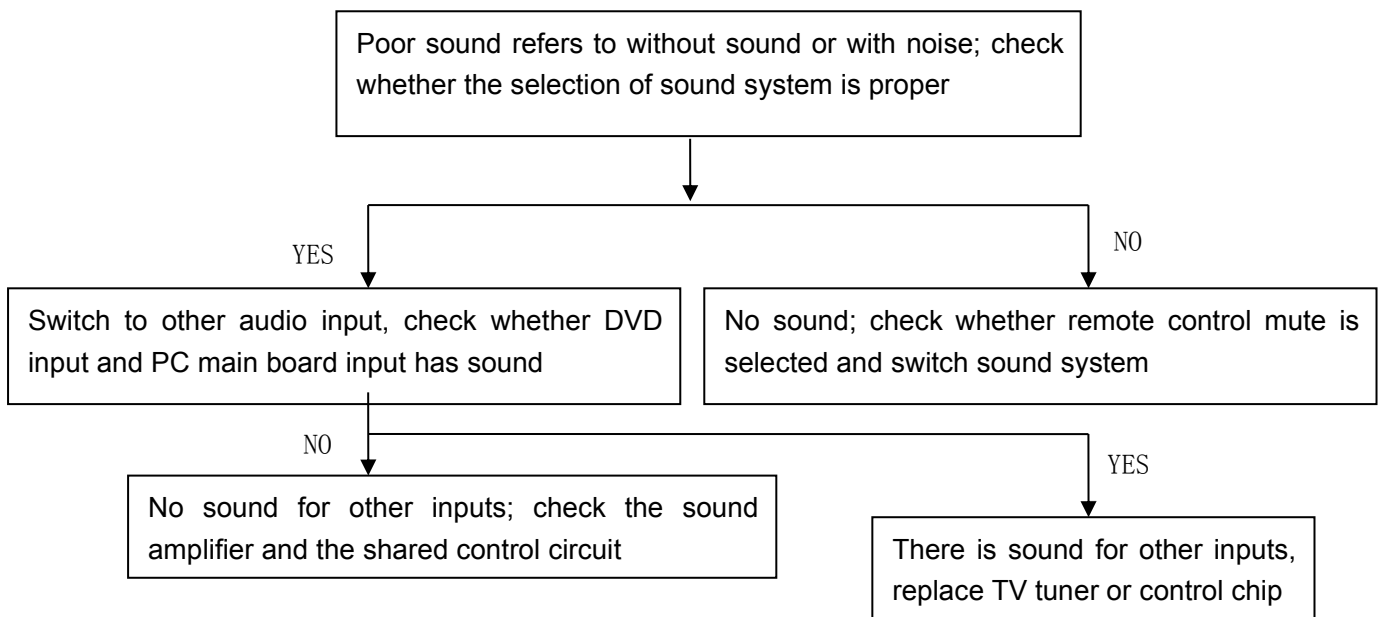 Poor sound refers to without sound or with noise; check
whether the selection of sound system is proper
YES
NO
Switch to other audio input, check whether DVD
input and PC main board input has sound
No sound; check whether remote control mute is
selected and switch sound system
NO
YES
No sound for other inputs; check the sound
amplifier and the shared control circuit
There is sound for other inputs,
replace TV tuner or control chip